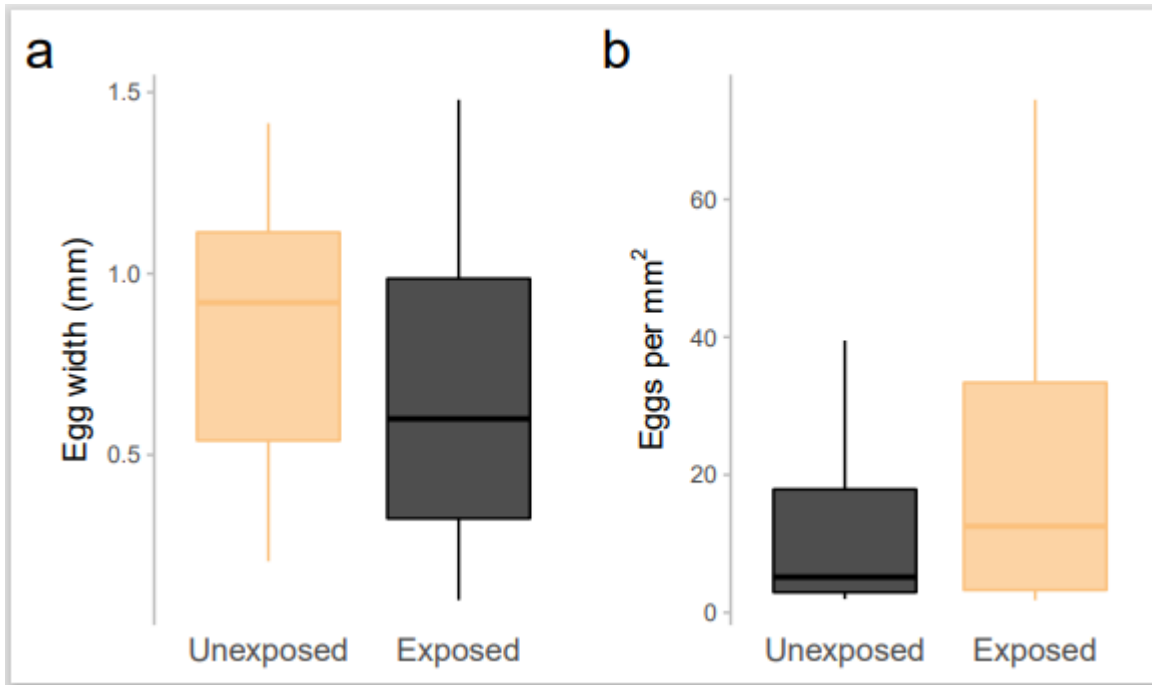 a
1.5
1.0
0.5
Egg width (mm)
Unexposed Exposed
b
60
40
20
0
Eggs per mm²
Unexposed Exposed